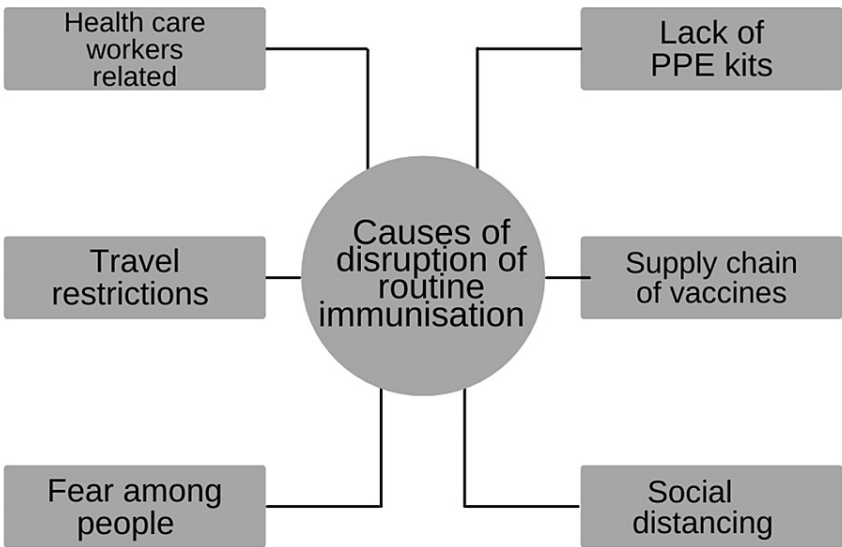 Health care
workers
related
Lack of
PPE kits
Causes of
disruption of
routine
immunisation
Travel
restrictions
Supply chain
of vaccines
Fear among
people
Social
distancing